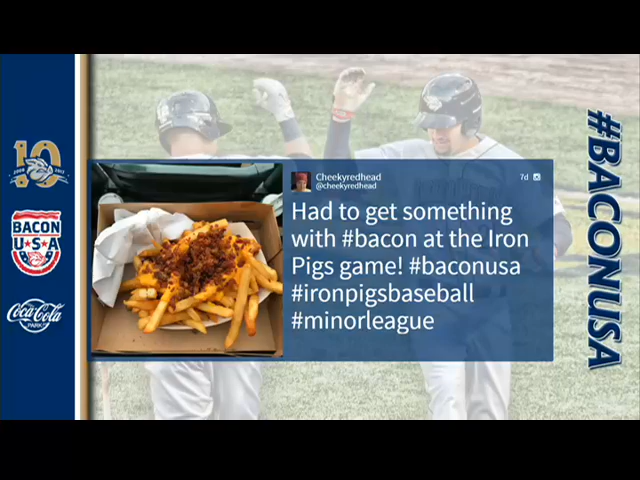 10
BACON
USA
Coca-Cola
PARK
Cheekyredhead
@cheekyredhead
7d
Had to get something
with #bacon at the Iron
Pigs game! #baconusa
#ironpigsbaseball
#minorleague
#BACONUSA